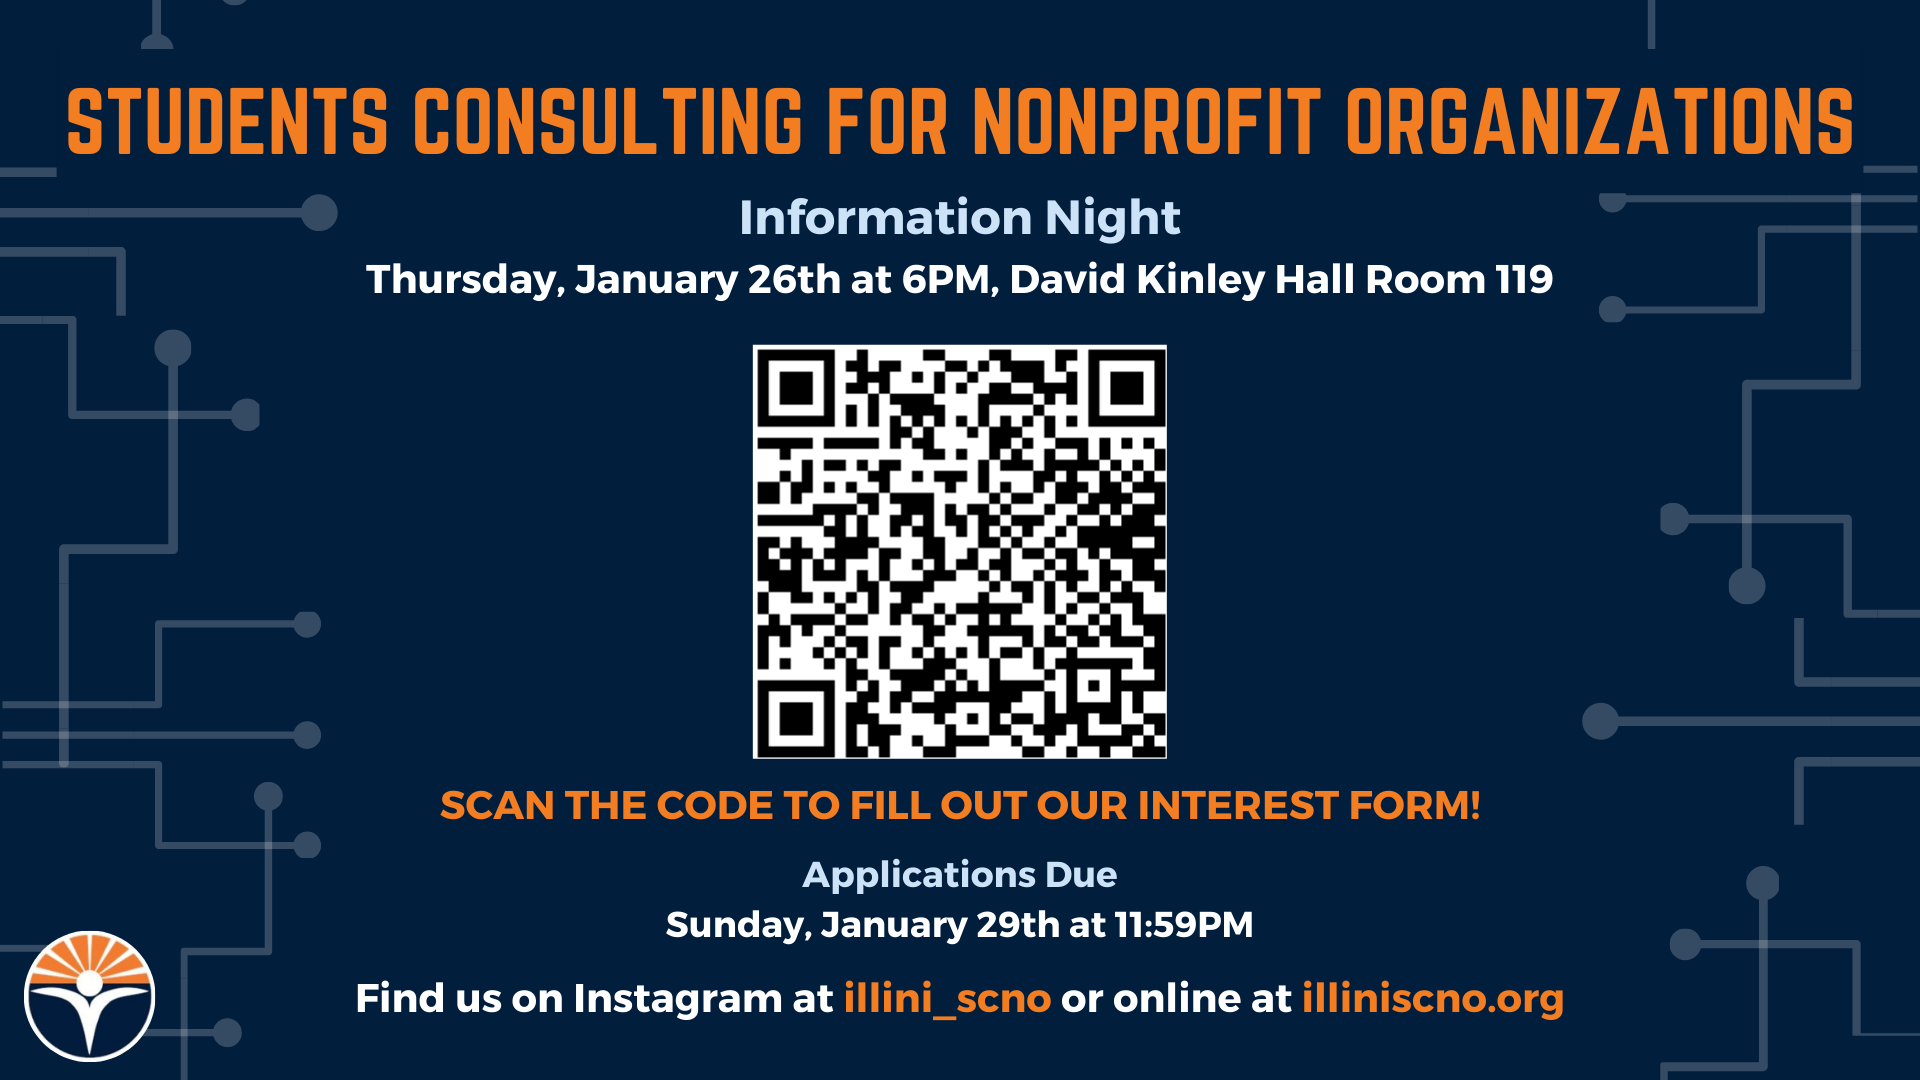 STUDENTS CONSULTING FOR NONPROFIT ORGANIZATIONS
Information Night
Thursday, January 26th at 6PM, David Kinley Hall Room 119
SCAN THE CODE TO FILL OUT OUR INTEREST FORM!
Applications Due
Sunday, January 29th at 11:59PM
Find us on Instagram at illini_scno or online at illiniscno.org